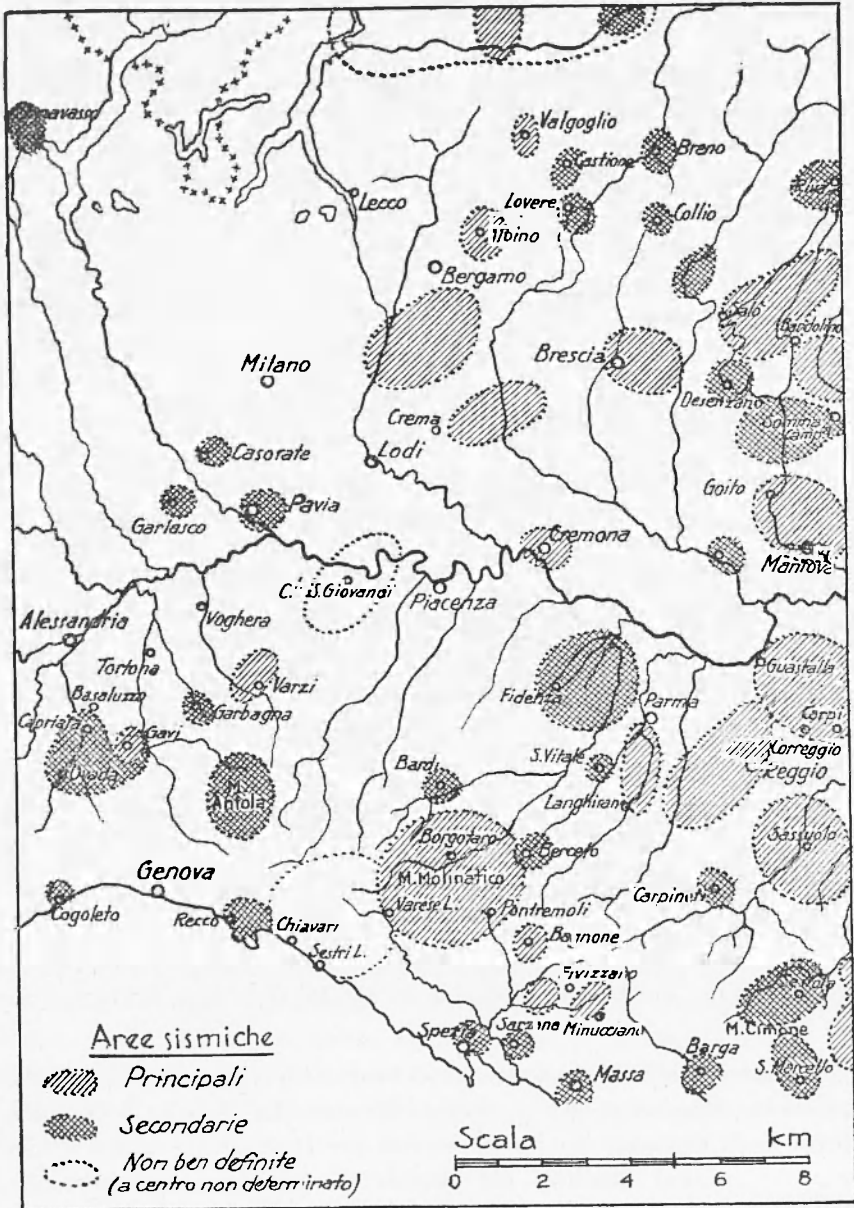 Valgoglio
Castione
Breno
Riva
Lecco
Lovere
Collio
Albino
Bergamo
Salò
Bardolino
Milano
Brescia
Desenzano
Crema
Somma
Camp.
Casorate
Lodi
Goito
Garlasco
Pavia
Cremona
Mantova
C. S. Giovanni
Piacenza
Alessandria
Voghera
Tortona
Basaluzzo
Varzi
Fidenza
Guastalla
Parma
Capriata
Gavi
Garbagna
Carpi
Correggio
Reggio
S.Vitale
Bardi
Langhirano
M.
Antola
Borgotaro
Berceto
Sassuolo
M.Molinatico
Genova
Varese L.
Pontremoli
Cogoleto
Recco
Chiavari
Bagnone
Sestri L.
Sestola
M.Cimone
Spezia
Sarzana
Minucciano
Barga
S.Marcello
Massa
Aree sismiche
Principali
Secondarie
Non ben definite
(a centro non determinato)
Scala km
0 2 4 6 8